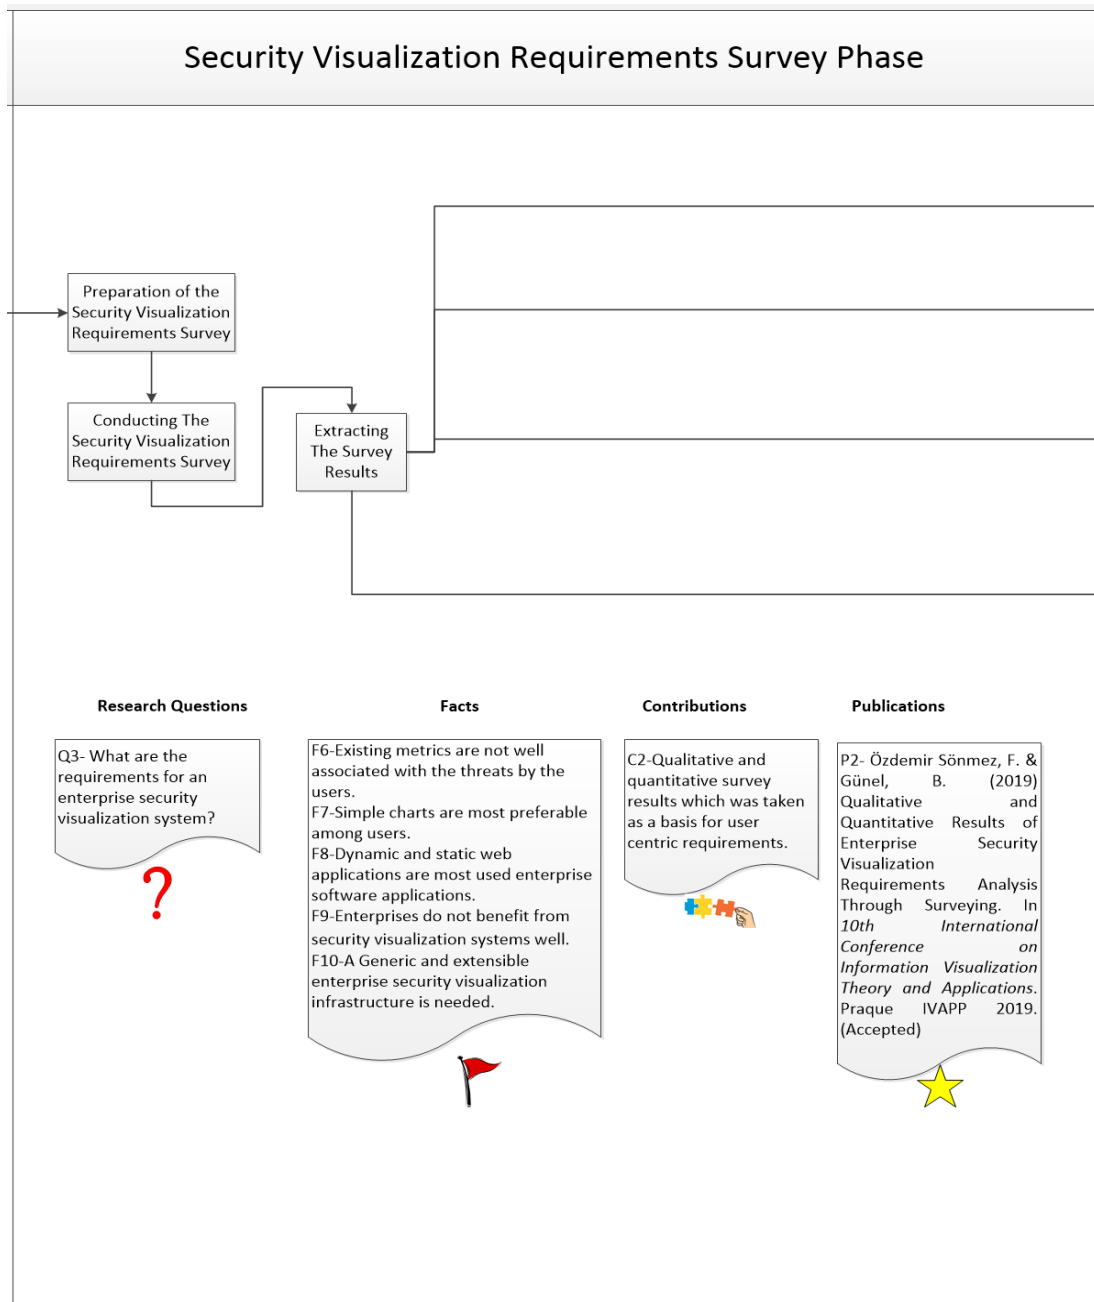 Security Visualization Requirements Survey Phase
Preparation of the
Security Visualization
Requirements Survey
Conducting The
Security Visualization
Requirements Survey
Extracting
The Survey
Results
Research Questions
Q3- What are the
requirements for an
enterprise security
visualization system?
Facts
F6-Existing metrics are not well
associated with the threats by the
users.
F7-Simple charts are most preferable
among users.
F8-Dynamic and static web
applications are most used enterprise
software applications.
F9-Enterprises do not benefit from
security visualization systems well.
F10-A Generic and extensible
enterprise security visualization
infrastructure is needed.
Contributions
C2-Qualitative and
quantitative survey
results which was taken
as a basis for user
centric requirements.
Publications
P2- Özdemir Sönmez, F. &
Günel, B. (2019)
Qualitative and
Quantitative Results of
Enterprise Security
Visualization
Requirements Analysis
Through Surveying. In
10th International
Conference on
Information Visualization
Theory and Applications.
Praque IVAPP 2019.
(Accepted)
?